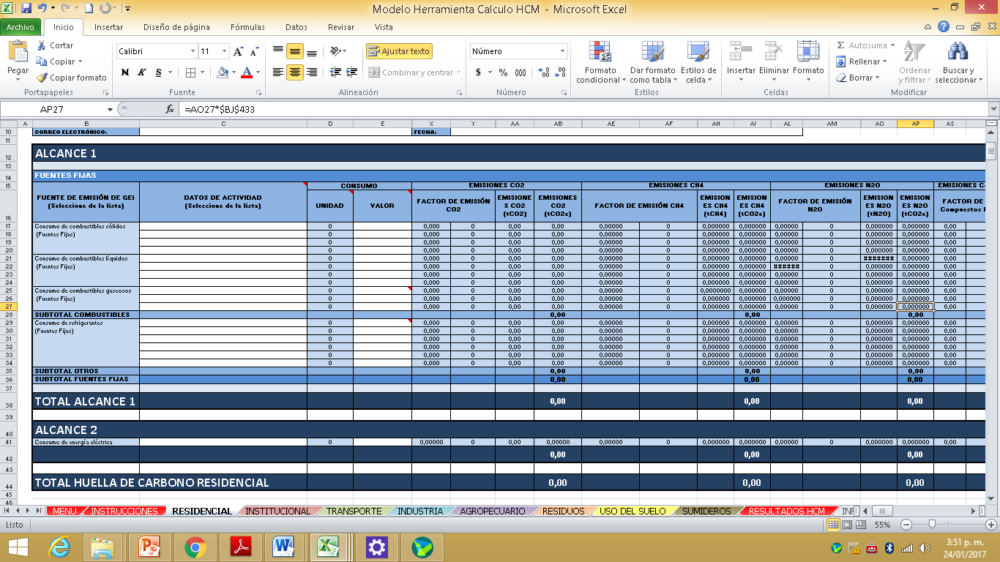 Modelo Herramienta Calculo HCM - Microsoft Excel
Archivo Inicio Insertar Diseño de página Fórmulas Datos Revisar Vista
Pegar Cortar Copiar Copiar formato
Calibri 11 N K S
Ajustar texto Combinar y centrar
Número $ % 000
Formato condicional Dar formato como tabla Estilos de celda
Insertar Eliminar Formato
Autosuma Rellenar Borrar Ordenar y filtrar Buscar y seleccionar
Portapapeles Fuente Alineación Número Estilos Celdas Modificar
AP27 fx =AO27*$BJ$433
A B C D E X AA AB AE AF AH AI AL AM AO AP AS
10 CORREO ELECTRÓNICO: FECHA:
11
12 ALCANCE 1
13
14 FUENTES FIJAS
15 CONSUMO EMISIONES CO2 EMISIONES CH4 EMISIONES N2O
16 FUENTE DE EMISIÓN DE GEI (Seleccione de la lista) DATOS DE ACTIVIDAD (Seleccione de la lista) UNIDAD VALOR FACTOR DE EMISIÓN CO2 EMISIONE S CO2 (tCO2) EMISIONES CO2 (tCO2e) FACTOR DE EMISIÓN CH4 EMISION ES CH4 (tCH4) EMISION ES CH4 (tCO2e) FACTOR DE EMISIÓN N2O EMISION ES N2O (tN2O) EMISION ES N2O (tCO2e) FACTOR DE Compuestos
17 Consumo de combustibles sólidos 0 0,000 0 0,00 0,00 0,00000 0 0,000000 0,000000 0,00000 0 0,000000 0,000000 0,00
18 (Fuentes Fijas) 0 0,000 0 0,00 0,00 0,00000 0 0,000000 0,000000 0,00000 0 0,000000 0,000000 0,00
19 0 0,000 0 0,00 0,00 0,00000 0 0,000000 0,000000 0,00000 0 0,000000 0,000000 0,00
20 0 0,000 0 0,00 0,00 0,00000 0 0,000000 0,000000 0,00000 0 0,000000 0,000000 0,00
21 Consumo de combustibles líquidos 0 0,000 0 0,00 0,00 0,00000 0 0,000000 0,000000 0,00000 0 ####### 0,000000 0,00
22 (Fuentes Fijas) 0 0,000 0 0,00 0,00 0,00000 0 0,000000 0,000000 ###### 0 0,000000 0,000000 0,00
23 0 0,000 0 0,00 0,00 0,00000 0 0,000000 0,000000 0,00000 0 0,000000 0,000000 0,00
24 0 0,000 0 0,00 0,00 0,00000 0 0,000000 0,000000 0,00000 0 0,000000 0,000000 0,00
25 Consumo de combustibles gaseosos 0 0,000 0 0,00 0,00 0,00000 0 0,0000000 0,000000 0,00000 0 0,000000 0,000000 0,00
26 (Fuentes Fijas) 0 0,000 0 0,00 0,00 0,00000 0 0,000000 0,000000 0,000000 0 0,000000 0,000000 0,00
27 0 0,000 0 0,00 0,00 0,00000 0 0,000000 0,000000 0,00000 0 0,000000 0,000000 0,00
28 SUBTOTAL COMBUSTIBLES 0,00 0,00 0,00
29 Consumo de refrigerantes 0 0,000 0 0,00 0,00 0,00000 0 0,000000 0,000000 0,00000 0 0,000000 0,000000 0,00
30 (Fuentes Fijas) 0 0,000 0 0,00 0,00 0,00000 0 0,000000 0,000000 0,00000 0 0,000000 0,000000 0,00
31 0 0,000 0 0,00 0,00 0,00000 0 0,000000 0,000000 0,00000 0 0,000000 0,000000 0,00
32 0 0,000 0 0,00 0,00 0,00000 0 0,000000 0,000000 0,00000 0 0,000000 0,000000 0,00
33 0 0,000 0 0,00 0,00 0,00000 0 0,000000 0,000000 0,00000 0 0,000000 0,000000 0,00
34 0 0,000 0 0,00 0,00 0,00000 0 0,000000 0,000000 0,00000 0 0,000000 0,000000 0,00
35 SUBTOTAL OTROS 0,00 0,00 0,00
36 SUBTOTAL FUENTES FIJAS 0,00 0,00 0,00
37
38 TOTAL ALCANCE 1 0,00 0,00 0,00
39
40 ALCANCE 2
41 Consumo de energía eléctrica 0 0,00000 0 0,00 0,00000 0,00000 0 0,000000 0,000000 0,00000 0 0,000000 0,000000 0,00
42 0,00 0,00 0,00
43
44 TOTAL HUELLA DE CARBONO RESIDENCIAL 0,00 0,00 0,00
45
46
MENU INSTRUCCIONES RESIDENCIAL INSTITUCIONAL TRANSPORTE INDUSTRIA AGROPECUARIO RESIDUOS USO DEL SUELO SUMIDEROS RESULTADOS HCM
Listo 55%
3:51 p. m.
24/01/2017